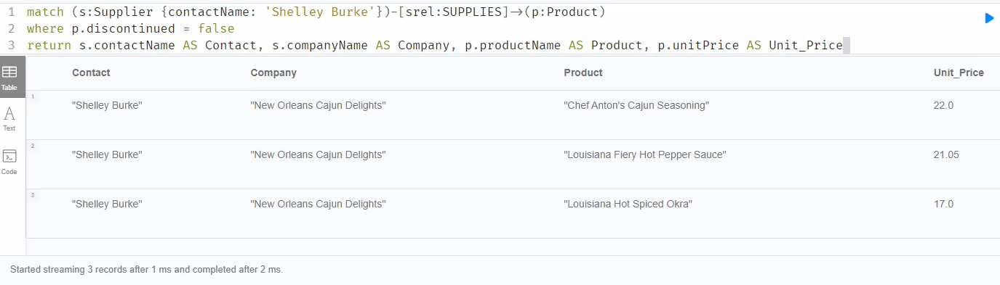 1 match (s:Supplier {contactName: 'Shelley Burke'})-[srel:SUPPLIES]->(p:Product)
2 where p.discontinued = false
3 return s.contactName AS Contact, s.companyName AS Company, p.productName AS Product, p.unitPrice AS Unit_Price
Table Contact Company Product Unit_Price
1 "Shelley Burke" "New Orleans Cajun Delights" "Chef Anton's Cajun Seasoning" 22.0
A
Text
2 "Shelley Burke" "New Orleans Cajun Delights" "Louisiana Fiery Hot Pepper Sauce" 21.05
Code
3 "Shelley Burke" "New Orleans Cajun Delights" "Louisiana Hot Spiced Okra" 17.0
Started streaming 3 records after 1 ms and completed after 2 ms.